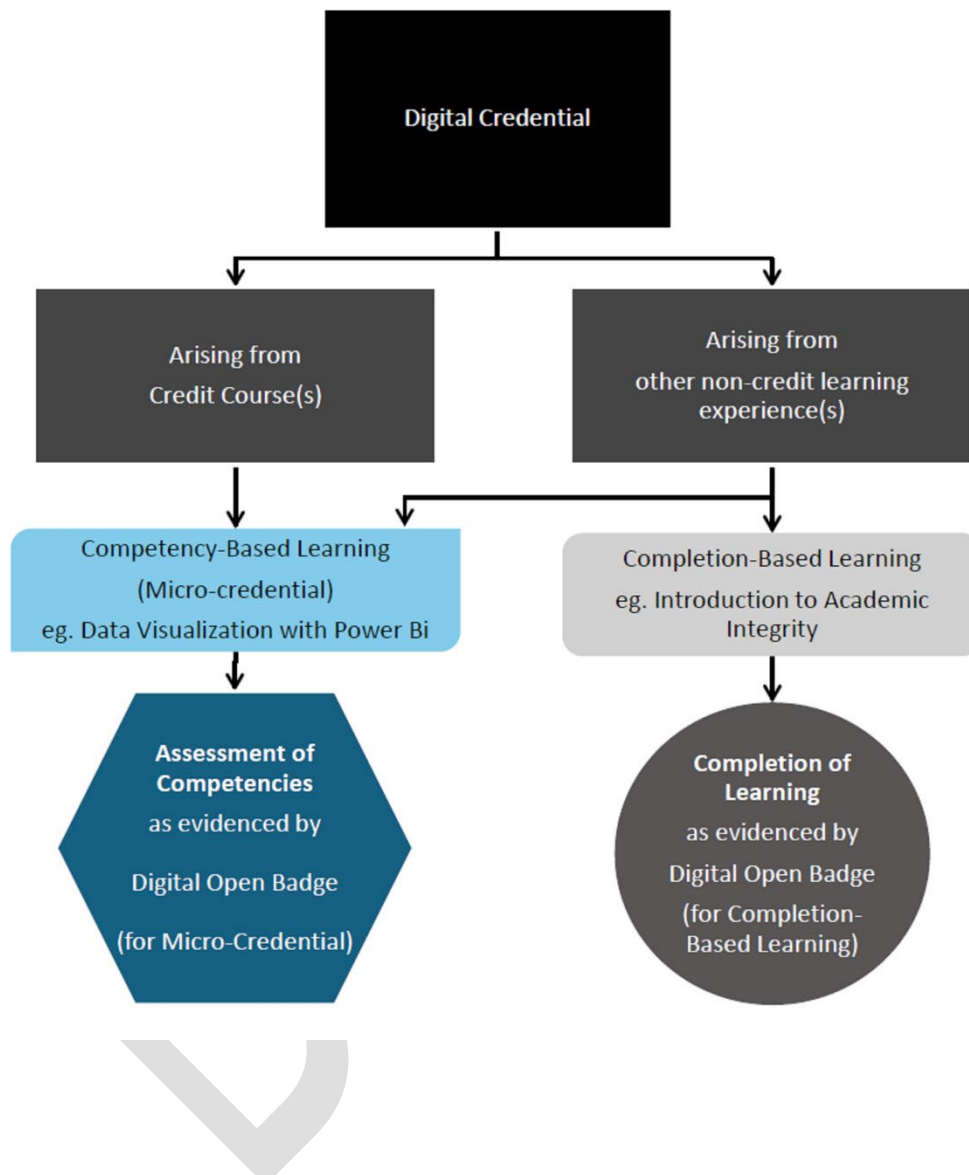 Digital Credential
Arising from
Credit Course(s)
Arising from
other non-credit learning
experience(s)
Competency-Based Learning
(Micro-credential)
eg. Data Visualization with Power Bi
Completion-Based Learning
eg. Introduction to Academic
Integrity
Assessment of
Competencies
as evidenced by
Digital Open Badge
(for Micro-Credential)
Completion of
Learning
as evidenced by
Digital Open Badge
(for Completion-
Based Learning)